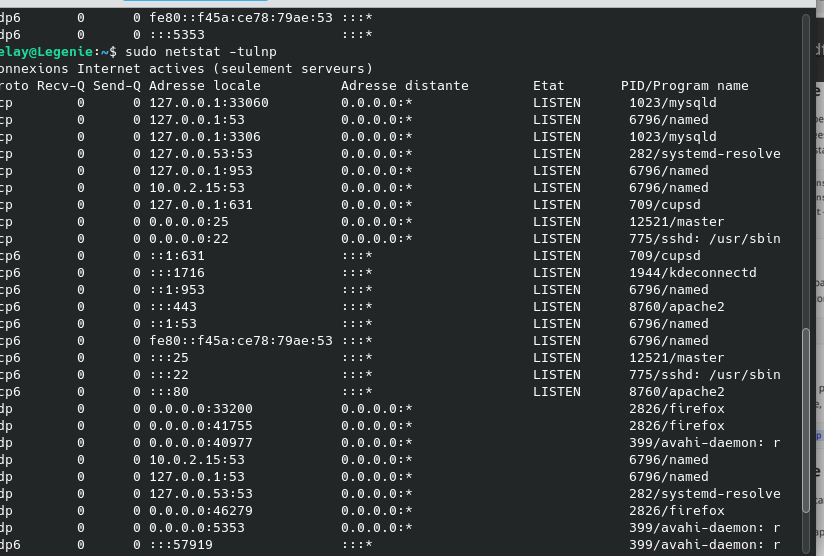 dp6 0 0 fe80::f45a:ce78:79ae:53 :::*
dp6 0 0 :::5353 :::*
elay@Legenie:~$ sudo netstat -tulnp
onnexions Internet actives (seulement serveurs)
roto Recv-Q Send-Q Adresse locale Adresse distante Etat PID/Program name
cp 0 0 127.0.0.1:33060 0.0.0.0:* LISTEN 1023/mysqld
cp 0 0 127.0.0.1:53 0.0.0.0:* LISTEN 6796/named
cp 0 0 127.0.0.1:3306 0.0.0.0:* LISTEN 1023/mysqld
cp 0 0 127.0.0.53:53 0.0.0.0:* LISTEN 282/systemd-resolve
cp 0 0 127.0.0.1:953 0.0.0.0:* LISTEN 6796/named
cp 0 0 10.0.2.15:53 0.0.0.0:* LISTEN 6796/named
cp 0 0 127.0.0.1:631 0.0.0.0:* LISTEN 709/cupsd
cp 0 0 0.0.0.0:25 0.0.0.0:* LISTEN 12521/master
cp 0 0 0.0.0.0:22 0.0.0.0:* LISTEN 775/sshd: /usr/sbin
cp6 0 0 ::1:631 :::* LISTEN 709/cupsd
cp6 0 0 :::1716 :::* LISTEN 1944/kdeconnectd
cp6 0 0 ::1:953 :::* LISTEN 6796/named
cp6 0 0 :::443 :::* LISTEN 8760/apache2
cp6 0 0 ::1:53 :::* LISTEN 6796/named
cp6 0 0 fe80::f45a:ce78:79ae:53 :::* LISTEN 6796/named
cp6 0 0 :::25 :::* LISTEN 12521/master
cp6 0 0 :::22 :::* LISTEN 775/sshd: /usr/sbin
cp6 0 0 :::80 :::* LISTEN 8760/apache2
dp 0 0 0.0.0.0:33200 0.0.0.0:* 2826/firefox
dp 0 0 0.0.0.0:41755 0.0.0.0:* 2826/firefox
dp 0 0 0.0.0.0:40977 0.0.0.0:* 399/avahi-daemon: r
dp 0 0 10.0.2.15:53 0.0.0.0:* 6796/named
dp 0 0 127.0.0.1:53 0.0.0.0:* 6796/named
dp 0 0 127.0.0.53:53 0.0.0.0:* 282/systemd-resolve
dp 0 0 0.0.0.0:46279 0.0.0.0:* 2826/firefox
dp 0 0 0.0.0.0:5353 0.0.0.0:* 399/avahi-daemon: r
dp6 0 0 :::57919 :::* 399/avahi-daemon: r